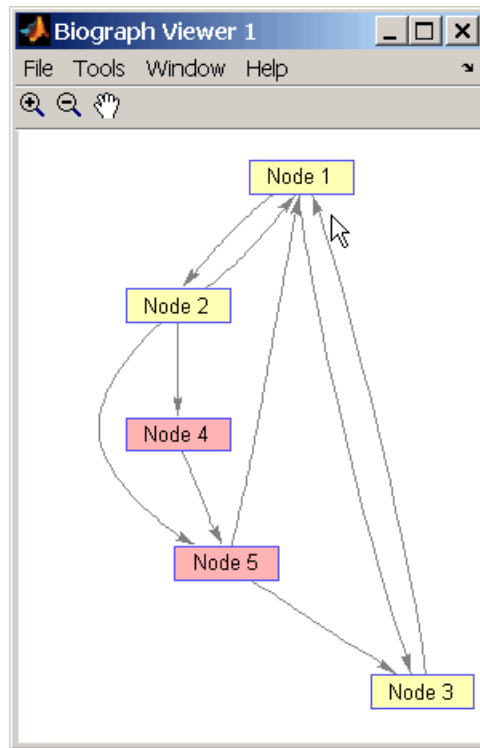 Biograph Viewer 1
File Tools Window Help
Node 1
Node 2
Node 4
Node 5
Node 3